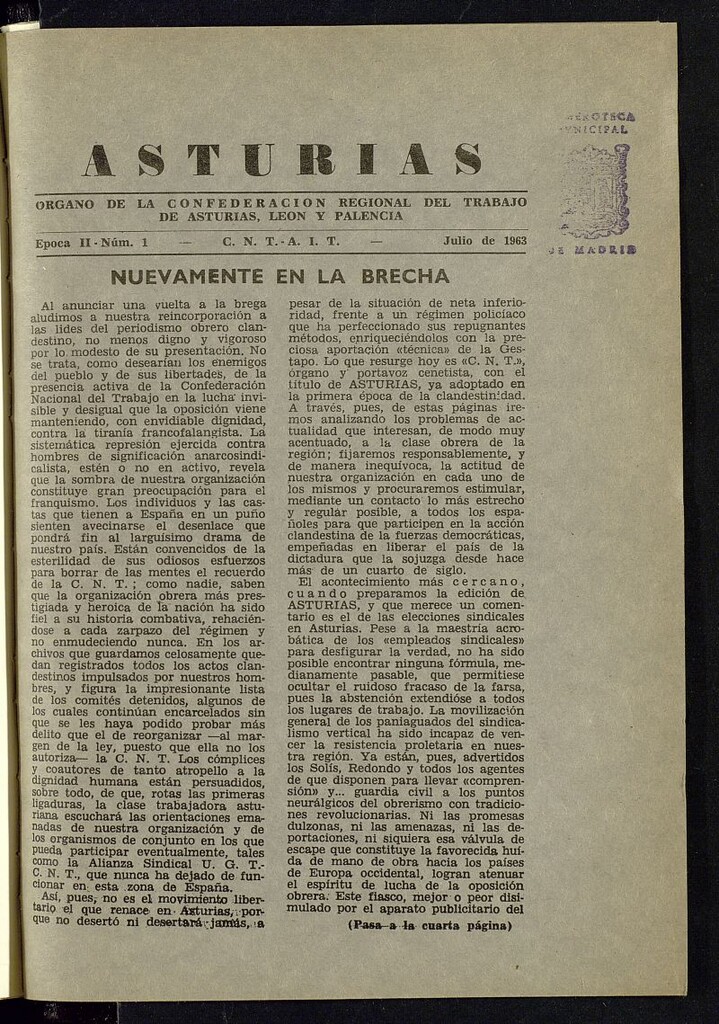 ASTURIAS
ORGANO DE LA CONFEDERACION REGIONAL DEL TRABAJO
DE ASTURIAS, LEON Y PALENCIA
Epoca II - Núm. 1 — C. N. T. - A. I. T. — Julio de 1963
NUEVAMENTE EN LA BRECHA
Al anunciar una vuelta a la brega
aludimos a nuestra reincorporación a
las lides del periodismo obrero clan-
destino, no menos digno y vigoroso
por lo modesto de su presentación. No
se trata, como desearían los enemigos
del pueblo y de sus libertades, de la
presencia activa de la Confederación
Nacional del Trabajo en la lucha invi-
sible y desigual que la oposición viene
manteniendo, con envidiable dignidad,
contra la tiranía francofalangista. La
sistemática represión ejercida contra
hombres de significación anarcosindi-
calista, estén o no en activo, revela
que la sombra de nuestra organización
constituye gran preocupación para el
franquismo. Los individuos y las cas-
tas que tienen a España en un puño
sienten avecinarse el desenlace que
pondrá fin al larguísimo drama de
nuestro país. Están convencidos de la
esterilidad de sus odiosos esfuerzos
para borrar de las mentes el recuerdo
de la C. N. T. ; como nadie, saben
que la organización obrera más pres-
tigiada y heroica de la nación ha sido
fiel a su historia combativa, rehacién-
dose a cada zarpazo del régimen y
no enmudeciendo nunca. En los ar-
chivos que guardamos celosamente que-
dan registrados todos los actos clan-
destinos impulsados por nuestros hom-
bres, y figura la impresionante lista
de los comités detenidos, algunos de
los cuales continúan encarcelados sin
que se les haya podido probar más
delito que el de reorganizar —al mar-
gen de la ley, puesto que ella no los
autoriza— la C. N. T. Los cómplices
y coautores de tanto atropello a la
dignidad humana están persuadidos,
sobre todo, de que, rotas las primeras
ligaduras, la clase trabajadora astu-
riana escuchará las orientaciones ema-
nadas de nuestra organización y de
los organismos de conjunto en los que
pueda participar eventualmente, tales
como la Alianza Sindical U. G. T.-
C. N. T., que nunca ha dejado de fun-
cionar en esta zona de España.
Así, pues, no es el movimiento liber-
tario el que renace en Asturias, por-
que no desertó ni desertará jamás, a
pesar de la situación de neta inferio-
ridad, frente a un régimen policíaco
que ha perfeccionado sus repugnantes
métodos, enriqueciéndolos con la pre-
ciosa aportación «técnica» de la Ges-
tapo. Lo que resurge hoy es «C. N. T.»,
órgano y portavoz cenetista, con el
título de ASTURIAS, ya adoptado en
la primera época de la clandestinidad.
A través, pues, de estas páginas ire-
mos analizando los problemas de ac-
tualidad que interesan, de modo muy
acentuado, a la clase obrera de la
región ; fijaremos responsablemente, y
de manera inequívoca, la actitud de
nuestra organización en cada uno de
los mismos y procuraremos estimular,
mediante un contacto lo más estrecho
y regular posible, a todos los espa-
ñoles para que participen en la acción
clandestina de la fuerzas democráticas,
empeñadas en liberar el país de la
dictadura que la sojuzga desde hace
más de un cuarto de siglo.
El acontecimiento más cercano,
cuando preparamos la edición de
ASTURIAS, y que merece un comen-
tario es el de las elecciones sindicales
en Asturias. Pese a la maestría acro-
bática de los «empleados sindicales»
para desfigurar la verdad, no ha sido
posible encontrar ninguna fórmula, me-
dianamente pasable, que permitiese
ocultar el ruidoso fracaso de la farsa,
pues la abstención extendióse a todos
los lugares de trabajo. La movilización
general de los paniaguados del sindica-
lismo vertical ha sido incapaz de ven-
cer la resistencia proletaria en nues-
tra región. Ya están, pues, advertidos
los Solís, Redondo y todos los agentes
de que disponen para llevar «compren-
sión» y... guardia civil a los puntos
neurálgicos del obrerismo con tradicio-
nes revolucionarias. Ni las promesas
dulzonas, ni las amenazas, ni las de-
portaciones, ni siquiera esa válvula de
escape que constituye la favorecida huí-
da de mano de obra hacia los países
de Europa occidental, logran atenuar
el espíritu de lucha de la oposición
obrera. Este fiasco, mejor o peor disi-
mulado por el aparato publicitario del
(Pasa a la cuarta página)
MUNICIPAL
DE MADRID